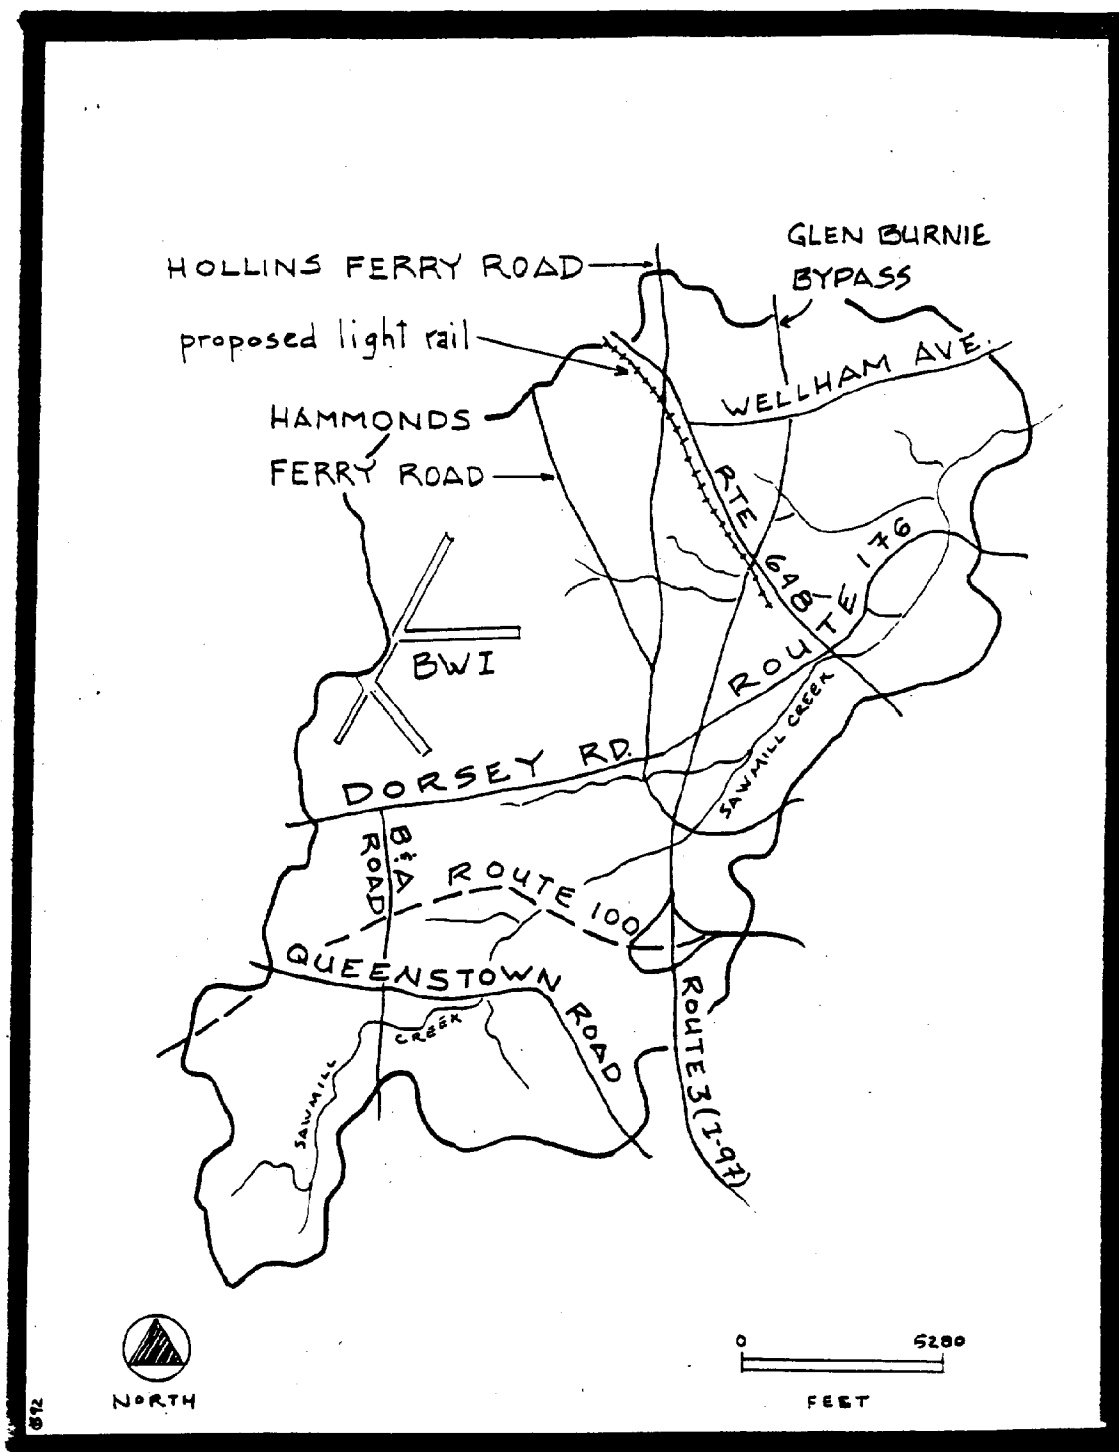 GLEN BURNIE
BYPASS
HOLLINS FERRY ROAD
proposed light rail
WELLHAM AVE.
HAMMONDS
FERRY ROAD
RTE 648
ROUTE 176
BWI
SAWMILL CREEK
DORSEY RD.
B&A
ROAD
ROUTE 100
QUEENSTOWN ROAD
SAWMILL CREEK
ROUTE 3 (I-97)
0 5280
FEET
NORTH